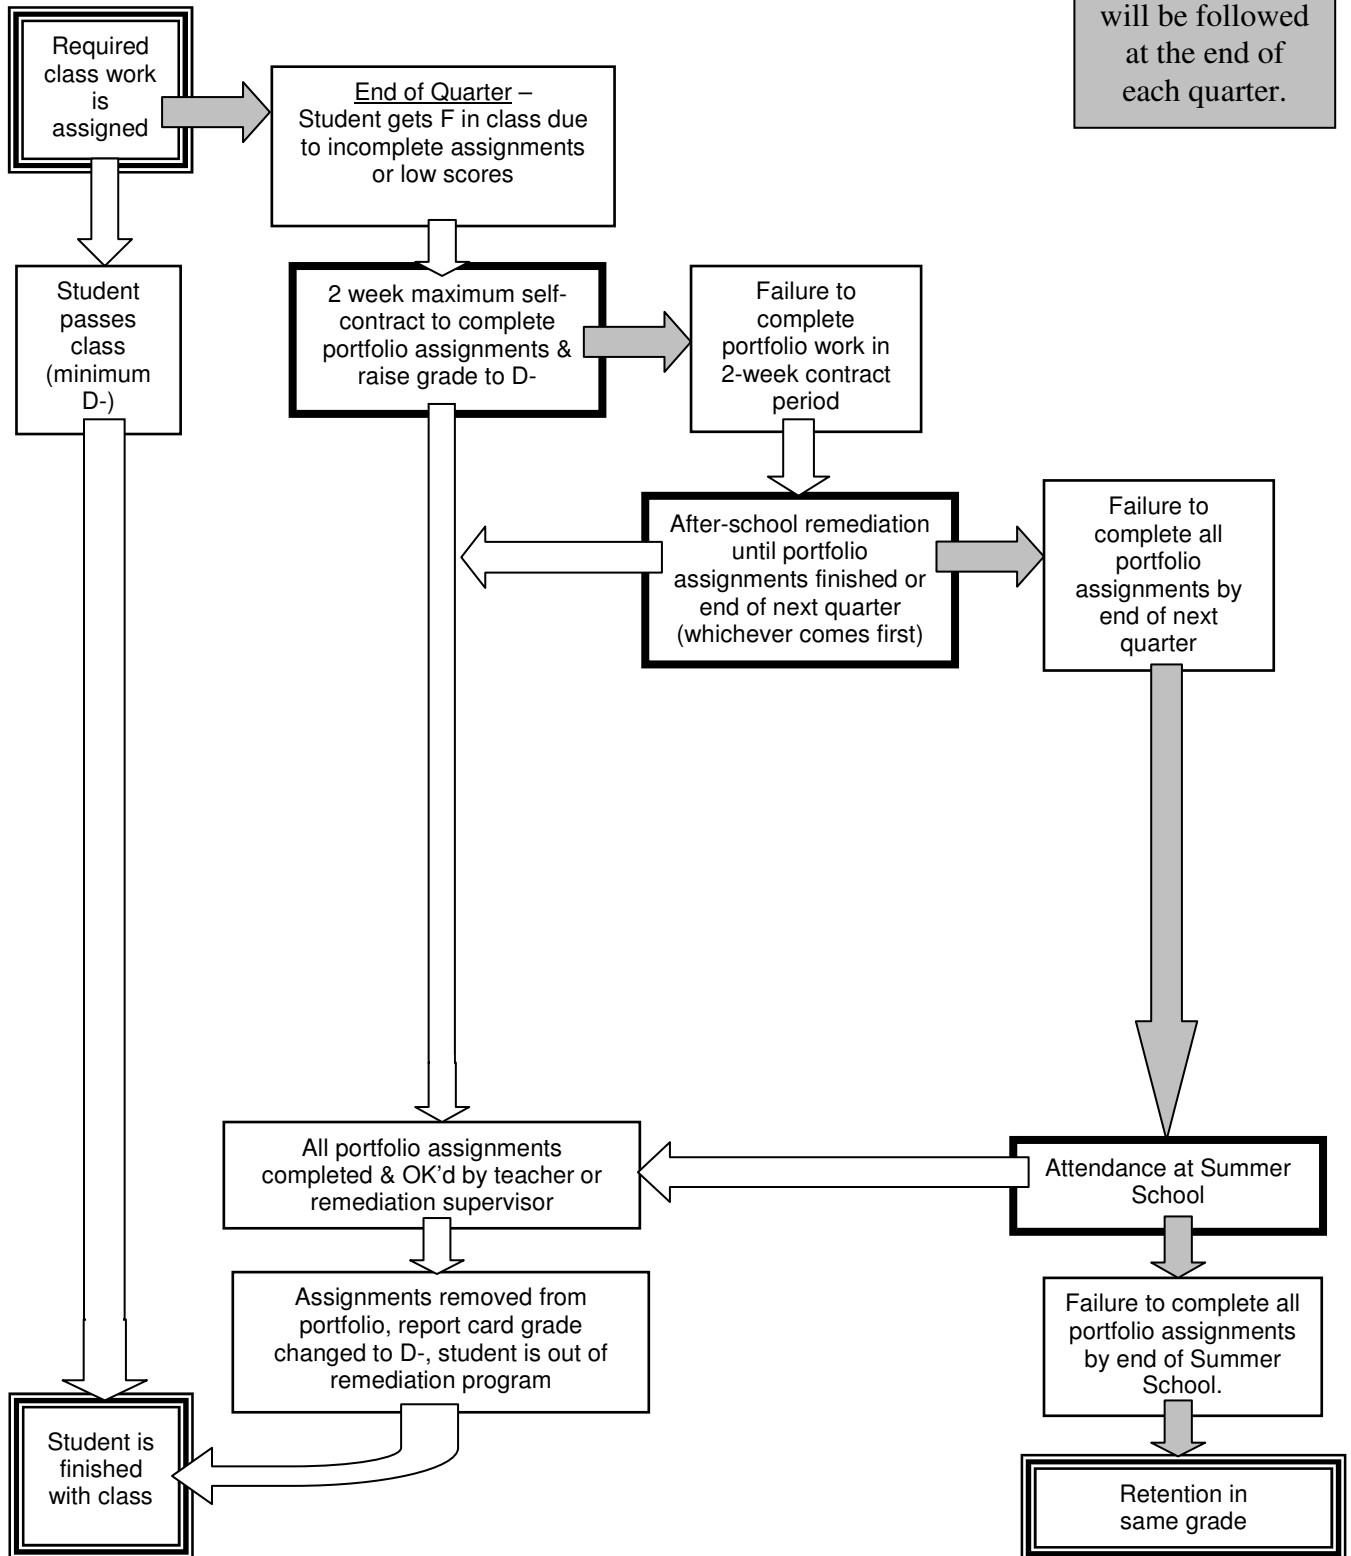 will be followed
at the end of
each quarter.
Required
class work
is
assigned
End of Quarter –
Student gets F in class due
to incomplete assignments
or low scores
Student
passes
class
(minimum
D-)
2 week maximum self-
contract to complete
portfolio assignments &
raise grade to D-
Failure to
complete
portfolio work in
2-week contract
period
After-school remediation
until portfolio
assignments finished or
end of next quarter
(whichever comes first)
Failure to
complete all
portfolio
assignments by
end of next
quarter
All portfolio assignments
completed & OK’d by teacher or
remediation supervisor
Attendance at Summer
School
Assignments removed from
portfolio, report card grade
changed to D-, student is out of
remediation program
Failure to complete all
portfolio assignments
by end of Summer
School.
Student is
finished
with class
Retention in
same grade